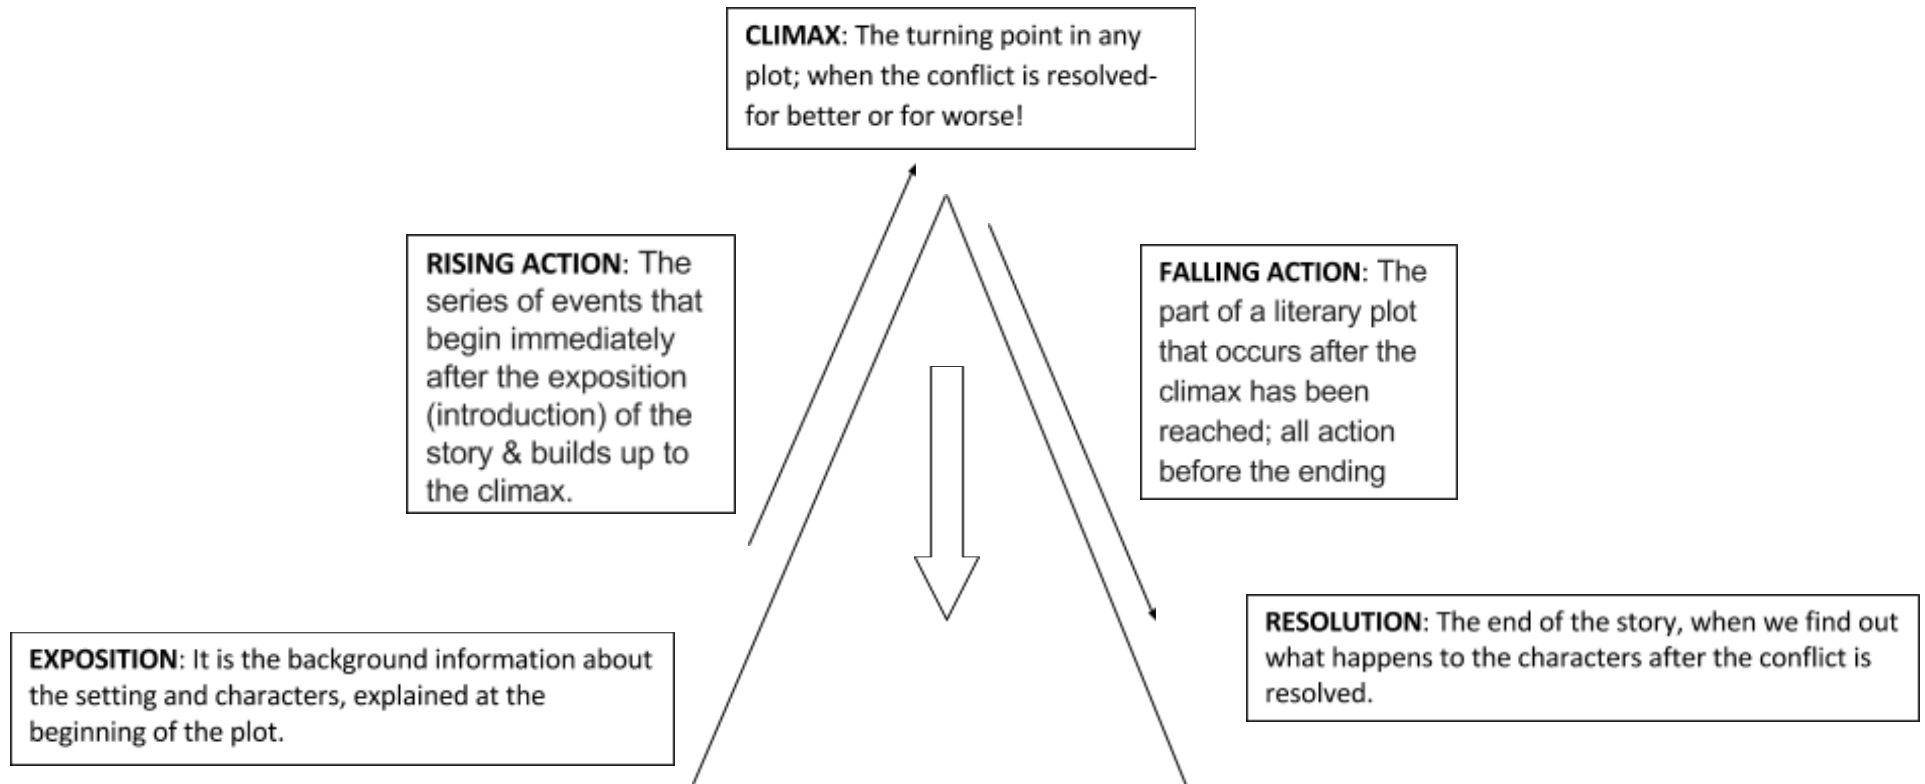 CLIMAX: The turning point in any
plot; when the conflict is resolved-
for better or for worse!
RISING ACTION: The
series of events that
begin immediately
after the exposition
(introduction) of the
story & builds up to
the climax.
FALLING ACTION: The
part of a literary plot
that occurs after the
climax has been
reached; all action
before the ending
EXPOSITION: It is the background information about
the setting and characters, explained at the
beginning of the plot.
RESOLUTION: The end of the story, when we find out
what happens to the characters after the conflict is
resolved.